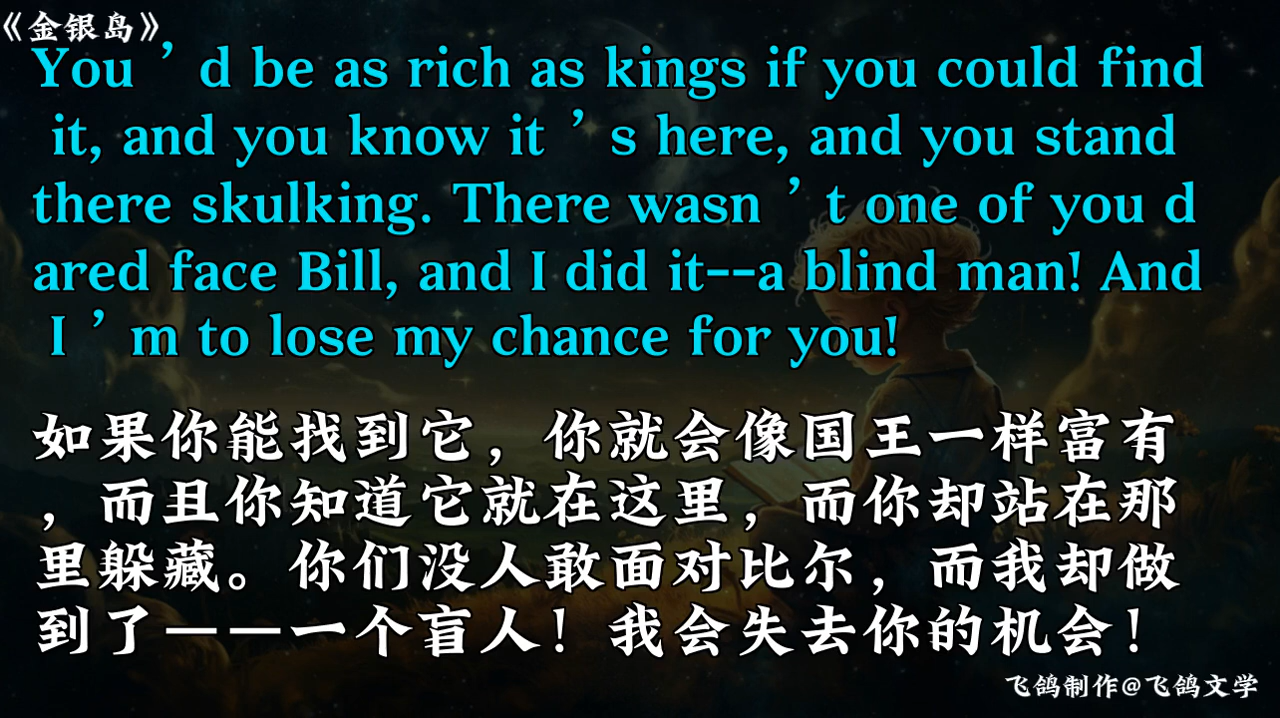 《金银岛》
You’d be as rich as kings if you could find
it, and you know it’s here, and you stand
there skulking. There wasn’t one of you d
ared face Bill, and I did it--a blind man! And
I’m to lose my chance for you!
如果你能找到它，你就会像国王一样富有
，而且你知道它就在这里，而你却站在那
里躲藏。你们没人敢面对比尔，而我却做
到了——一个盲人！我会失去你的机会！
飞鸽制作@飞鸽文学